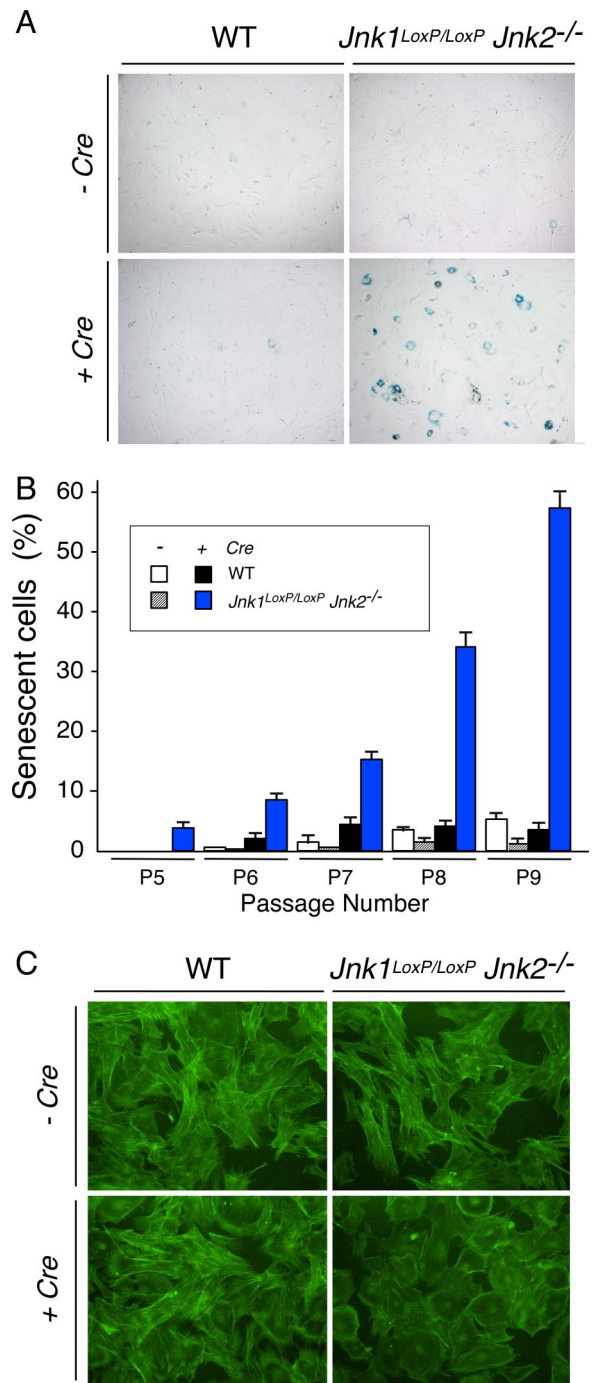 A
WT Jnk1LoxP/LoxP Jnk2-/-
- Cre
+ Cre
B
60
50
40
30
20
10
0
Senescent cells (%)
- + Cre
WT
Jnk1LoxP/LoxP Jnk2-/-
P5 P6 P7 P8 P9
Passage Number
C
WT Jnk1LoxP/LoxP Jnk2-/-
- Cre
+ Cre